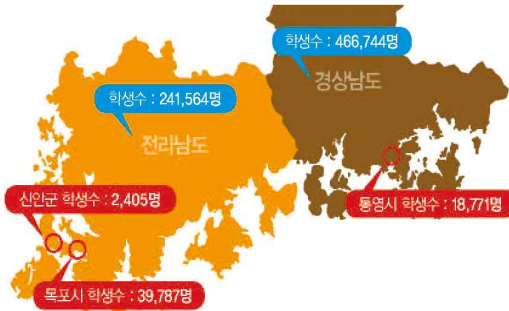 학생수 : 466,744명
경상남도
학생수 : 241,564명
전라남도
신안군 학생수 : 2,405명
통영시 학생수 : 18,771명
목포시 학생수 : 39,787명